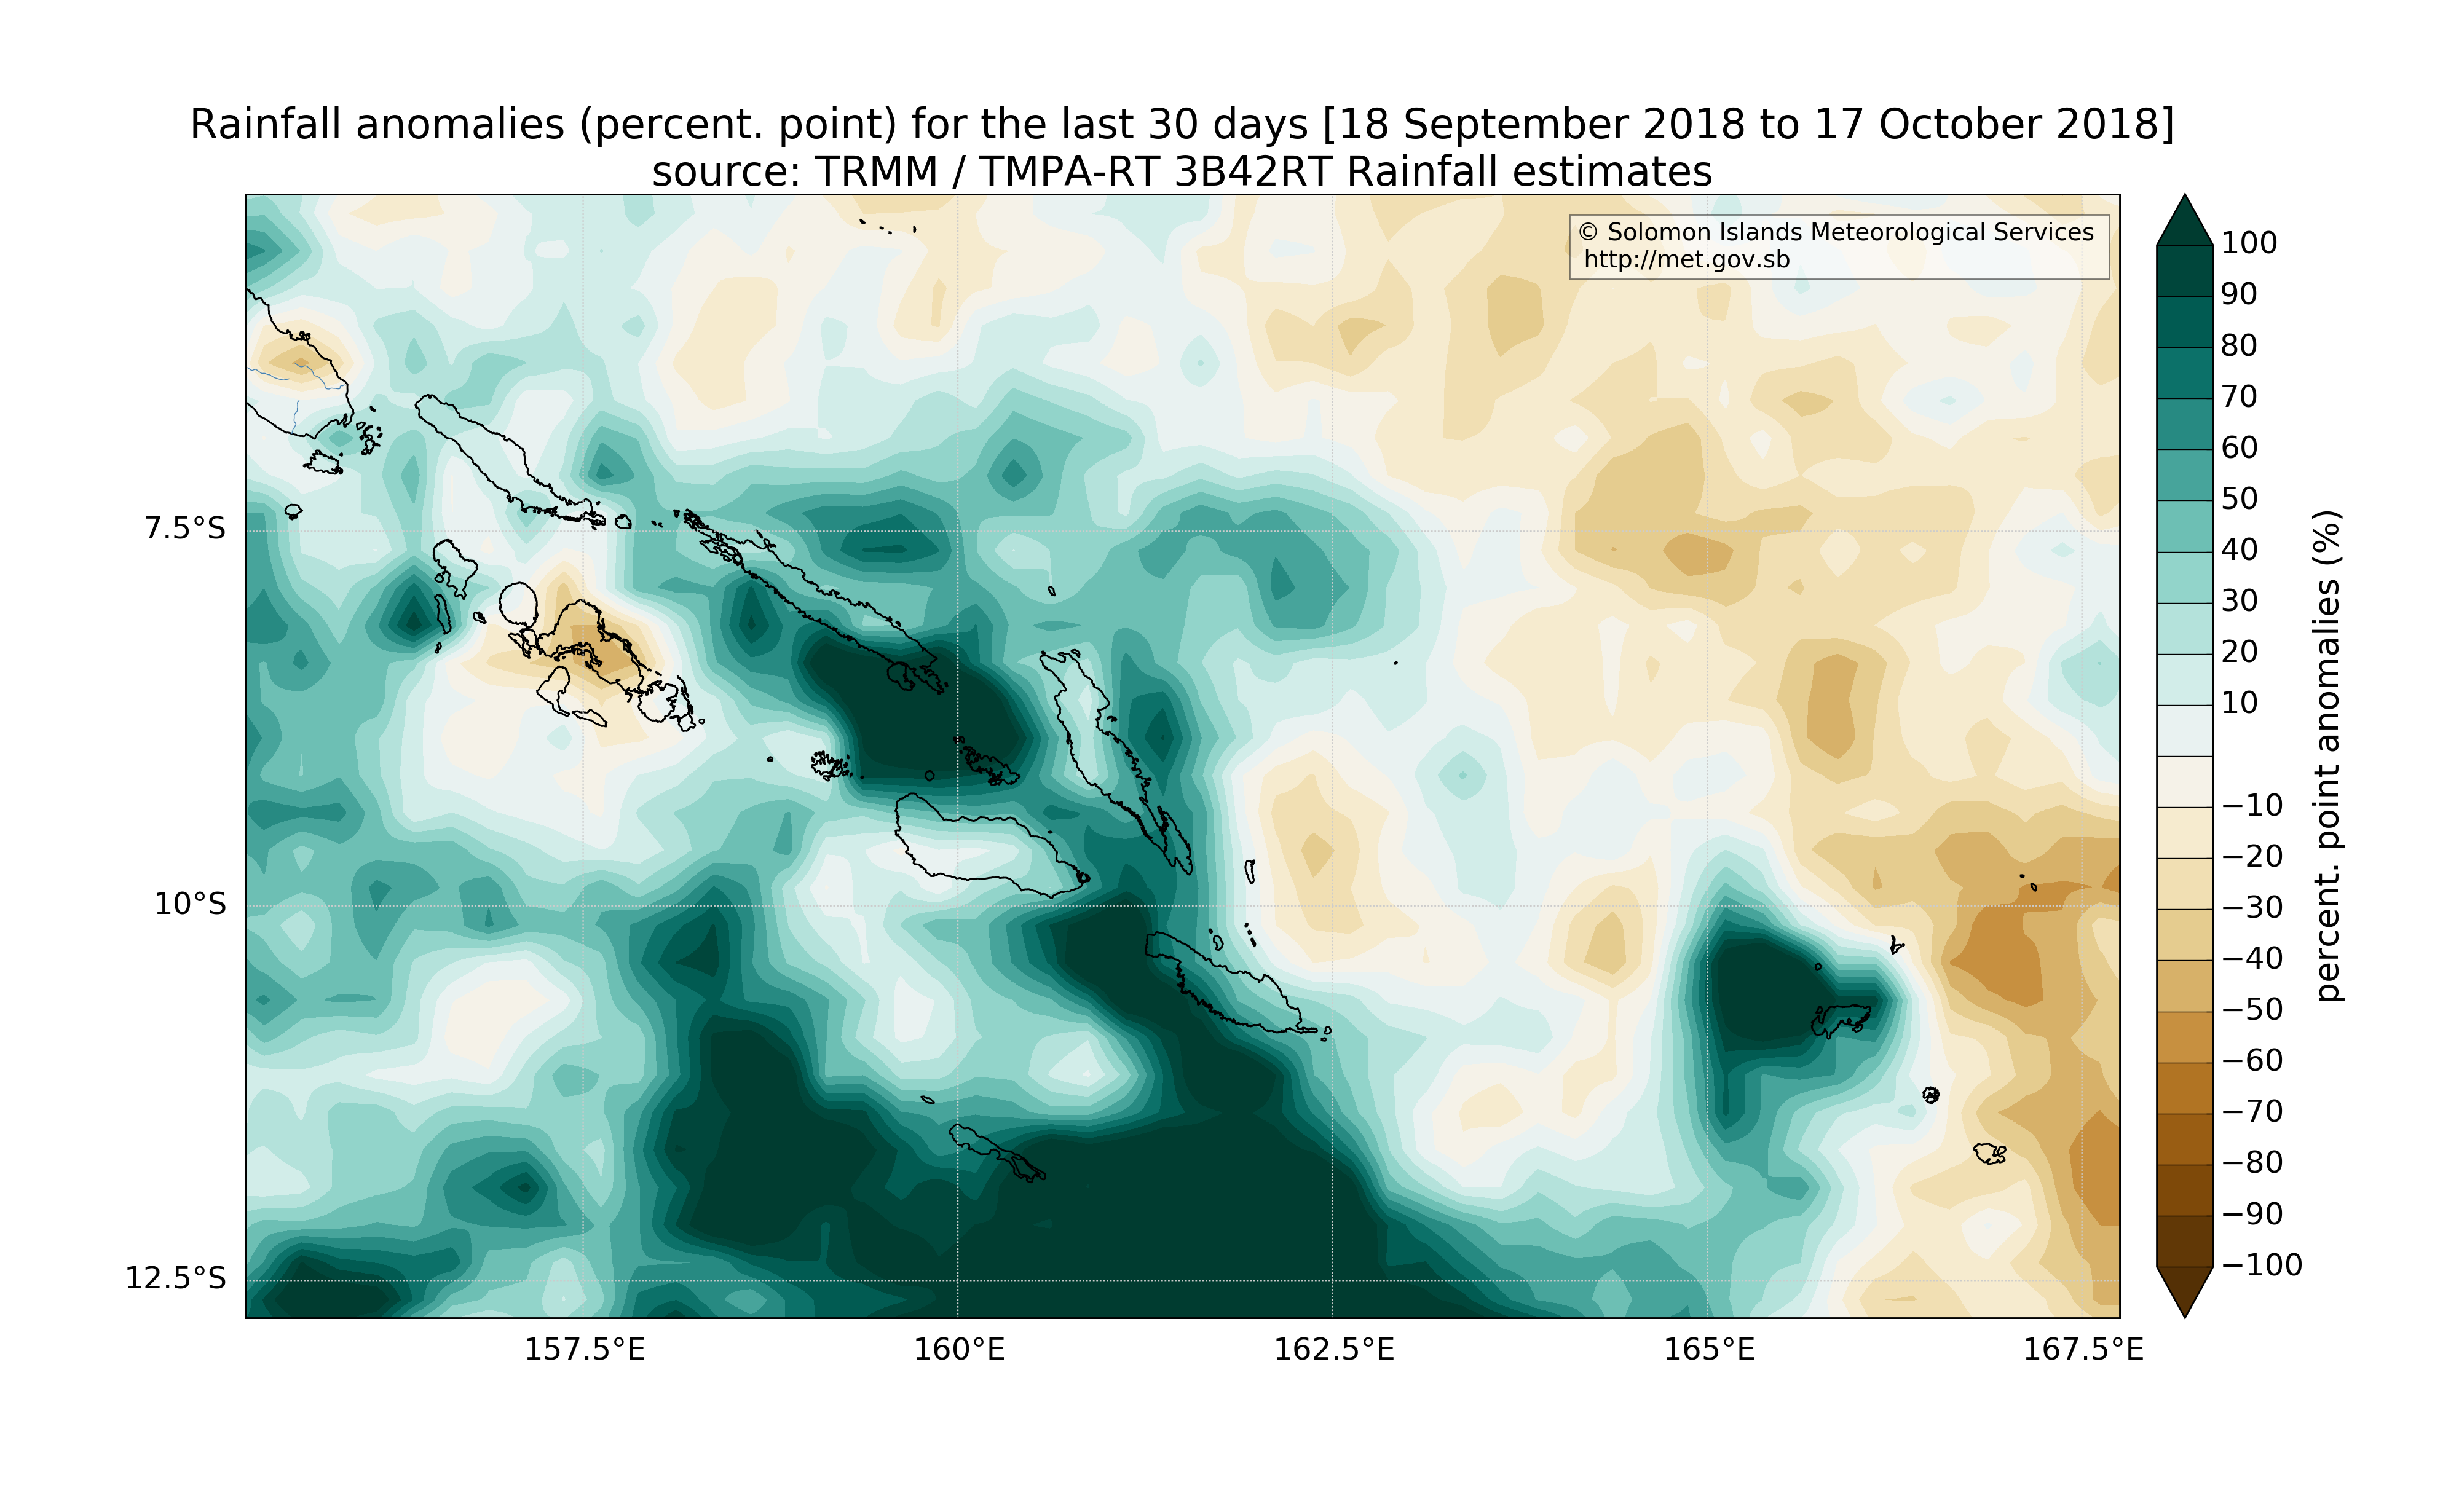 Rainfall anomalies (percent. point) for the last 30 days [18 September 2018 to 17 October 2018]
source: TRMM / TMPA-RT 3B42RT Rainfall estimates
© Solomon Islands Meteorological Services
http://met.gov.sb
7.5°S
10°S
12.5°S
157.5°E
160°E
162.5°E
165°E
167.5°E
100
90
80
70
60
50
40
30
20
10
−10
−20
−30
−40
−50
−60
−70
−80
−90
−100
percent. point anomalies (%)